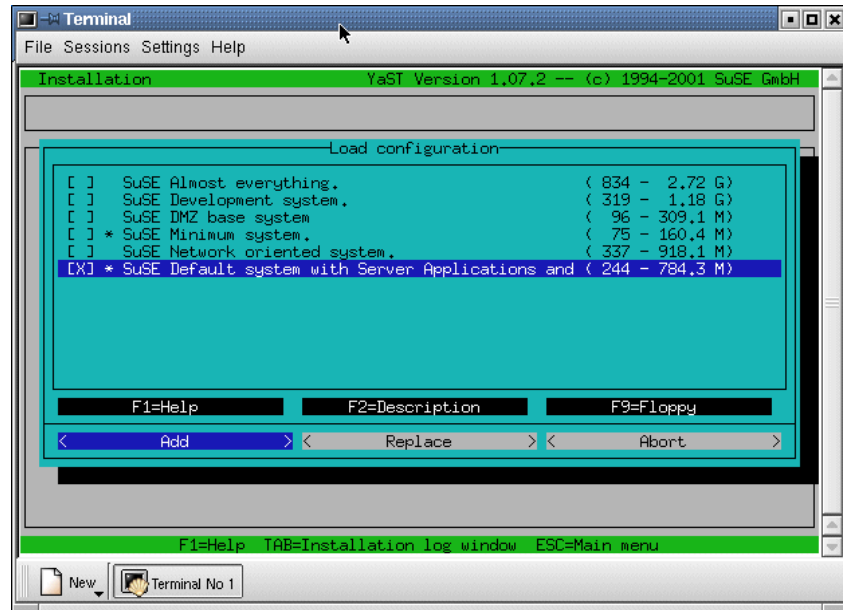 Terminal
File Sessions Settings Help
Installation YaST Version 1.07.2 -- (c) 1994-2001 SuSE GmbH
Load configuration
[ ] SuSE Almost everything. ( 834 - 2.72 G)
[ ] SuSE Development system. ( 319 - 1.18 G)
[ ] SuSE DMZ base system ( 96 - 309.1 M)
[ ] * SuSE Minimum system. ( 75 - 160.4 M)
[ ] SuSE Network oriented system. ( 337 - 918.1 M)
[X] * SuSE Default system with Server Applications and ( 244 - 784.3 M)
F1=Help F2=Description F9=Floppy
< Add > < Replace > < Abort >
F1=Help TAB=Installation log window ESC=Main menu
New Terminal No 1